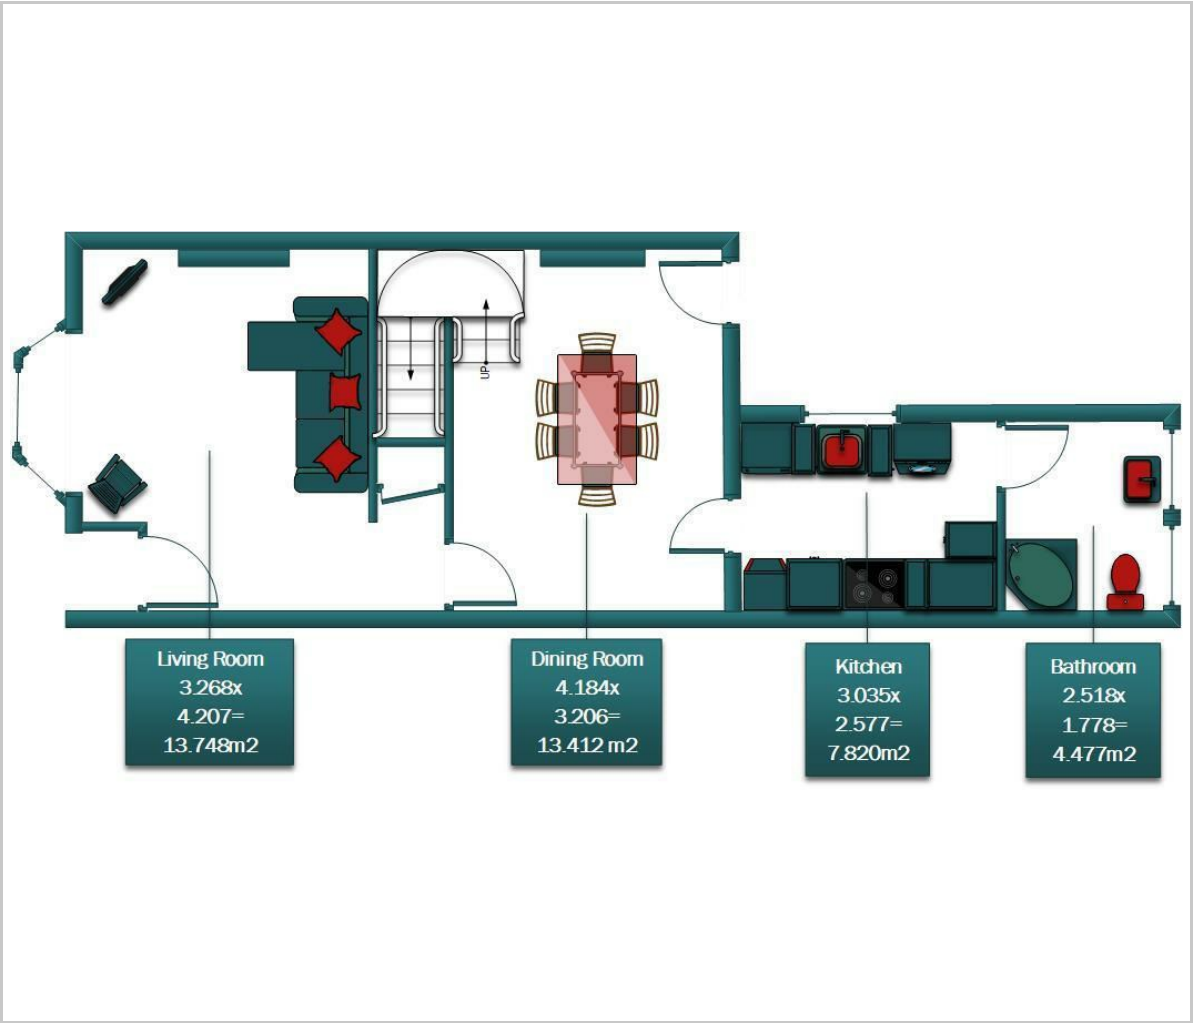 UP
Living Room
3.268x
4.207=
13.748m2
Dining Room
4.184x
3.206=
13.412 m2
Kitchen
3.035x
2.577=
7.820m2
Bathroom
2.518x
1.778=
4.477m2